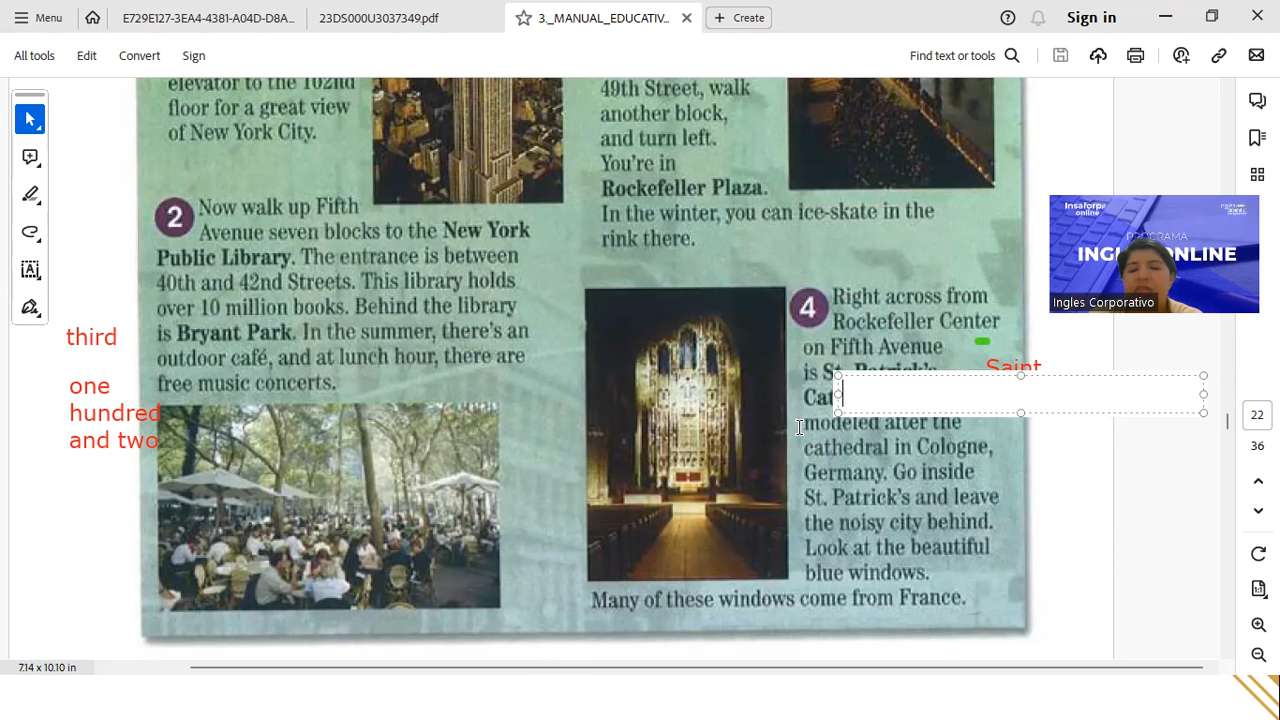 Menu
E729E127-3EA4-4381-A04D-D8A...
23DS000U3037349.pdf
3._MANUAL_EDUCATIV...
Create
Sign in
All tools
Edit
Convert
Sign
Find text or tools
elevator to the 102nd
floor for a great view
of New York City.
49th Street, walk
another block,
and turn left.
You're in
Rockefeller Plaza.
In the winter, you can ice-skate in the
rink there.
2
Now walk up Fifth
Avenue seven blocks to the New York
Public Library. The entrance is between
40th and 42nd Streets. This library holds
over 10 million books. Behind the library
is Bryant Park. In the summer, there's an
outdoor café, and at lunch hour, there are
free music concerts.
third
one
hundred
and two
4
Right across from
Rockefeller Center
on Fifth Avenue
is St. Patrick's
Saint
Cat
modeled after the
cathedral in Cologne,
Germany. Go inside
St. Patrick's and leave
the noisy city behind.
Look at the beautiful
blue windows.
Many of these windows come from France.
Insaforp
online
PROGRAMA
INGL ONLINE
Ingles Corporativo
22
36
7.14 x 10.10 in